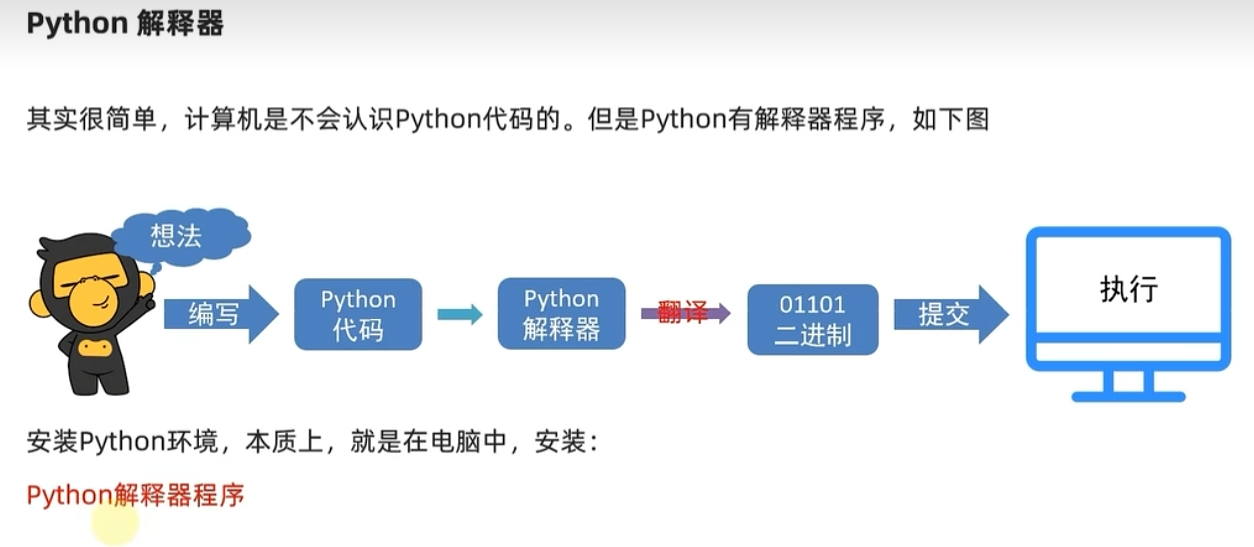 Python 解释器
其实很简单，计算机是不会认识Python代码的。但是Python有解释器程序，如下图
想法
编写
Python
代码
Python
解释器
翻译
01101
二进制
提交
执行
安装Python环境，本质上，就是在电脑中，安装：
Python解释器程序